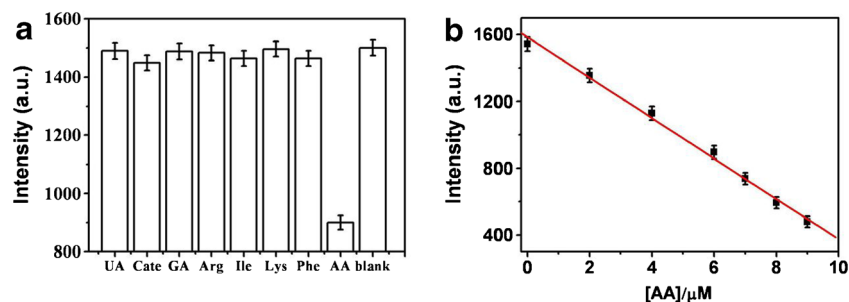 a
1600
1400
1200
1000
800
Intensity (a.u.)
UA Cate GA Arg Ile Lys Phe AA blank
b
1600
1200
800
400
Intensity (a.u.)
0 2 4 6 8 10
[AA]/μM